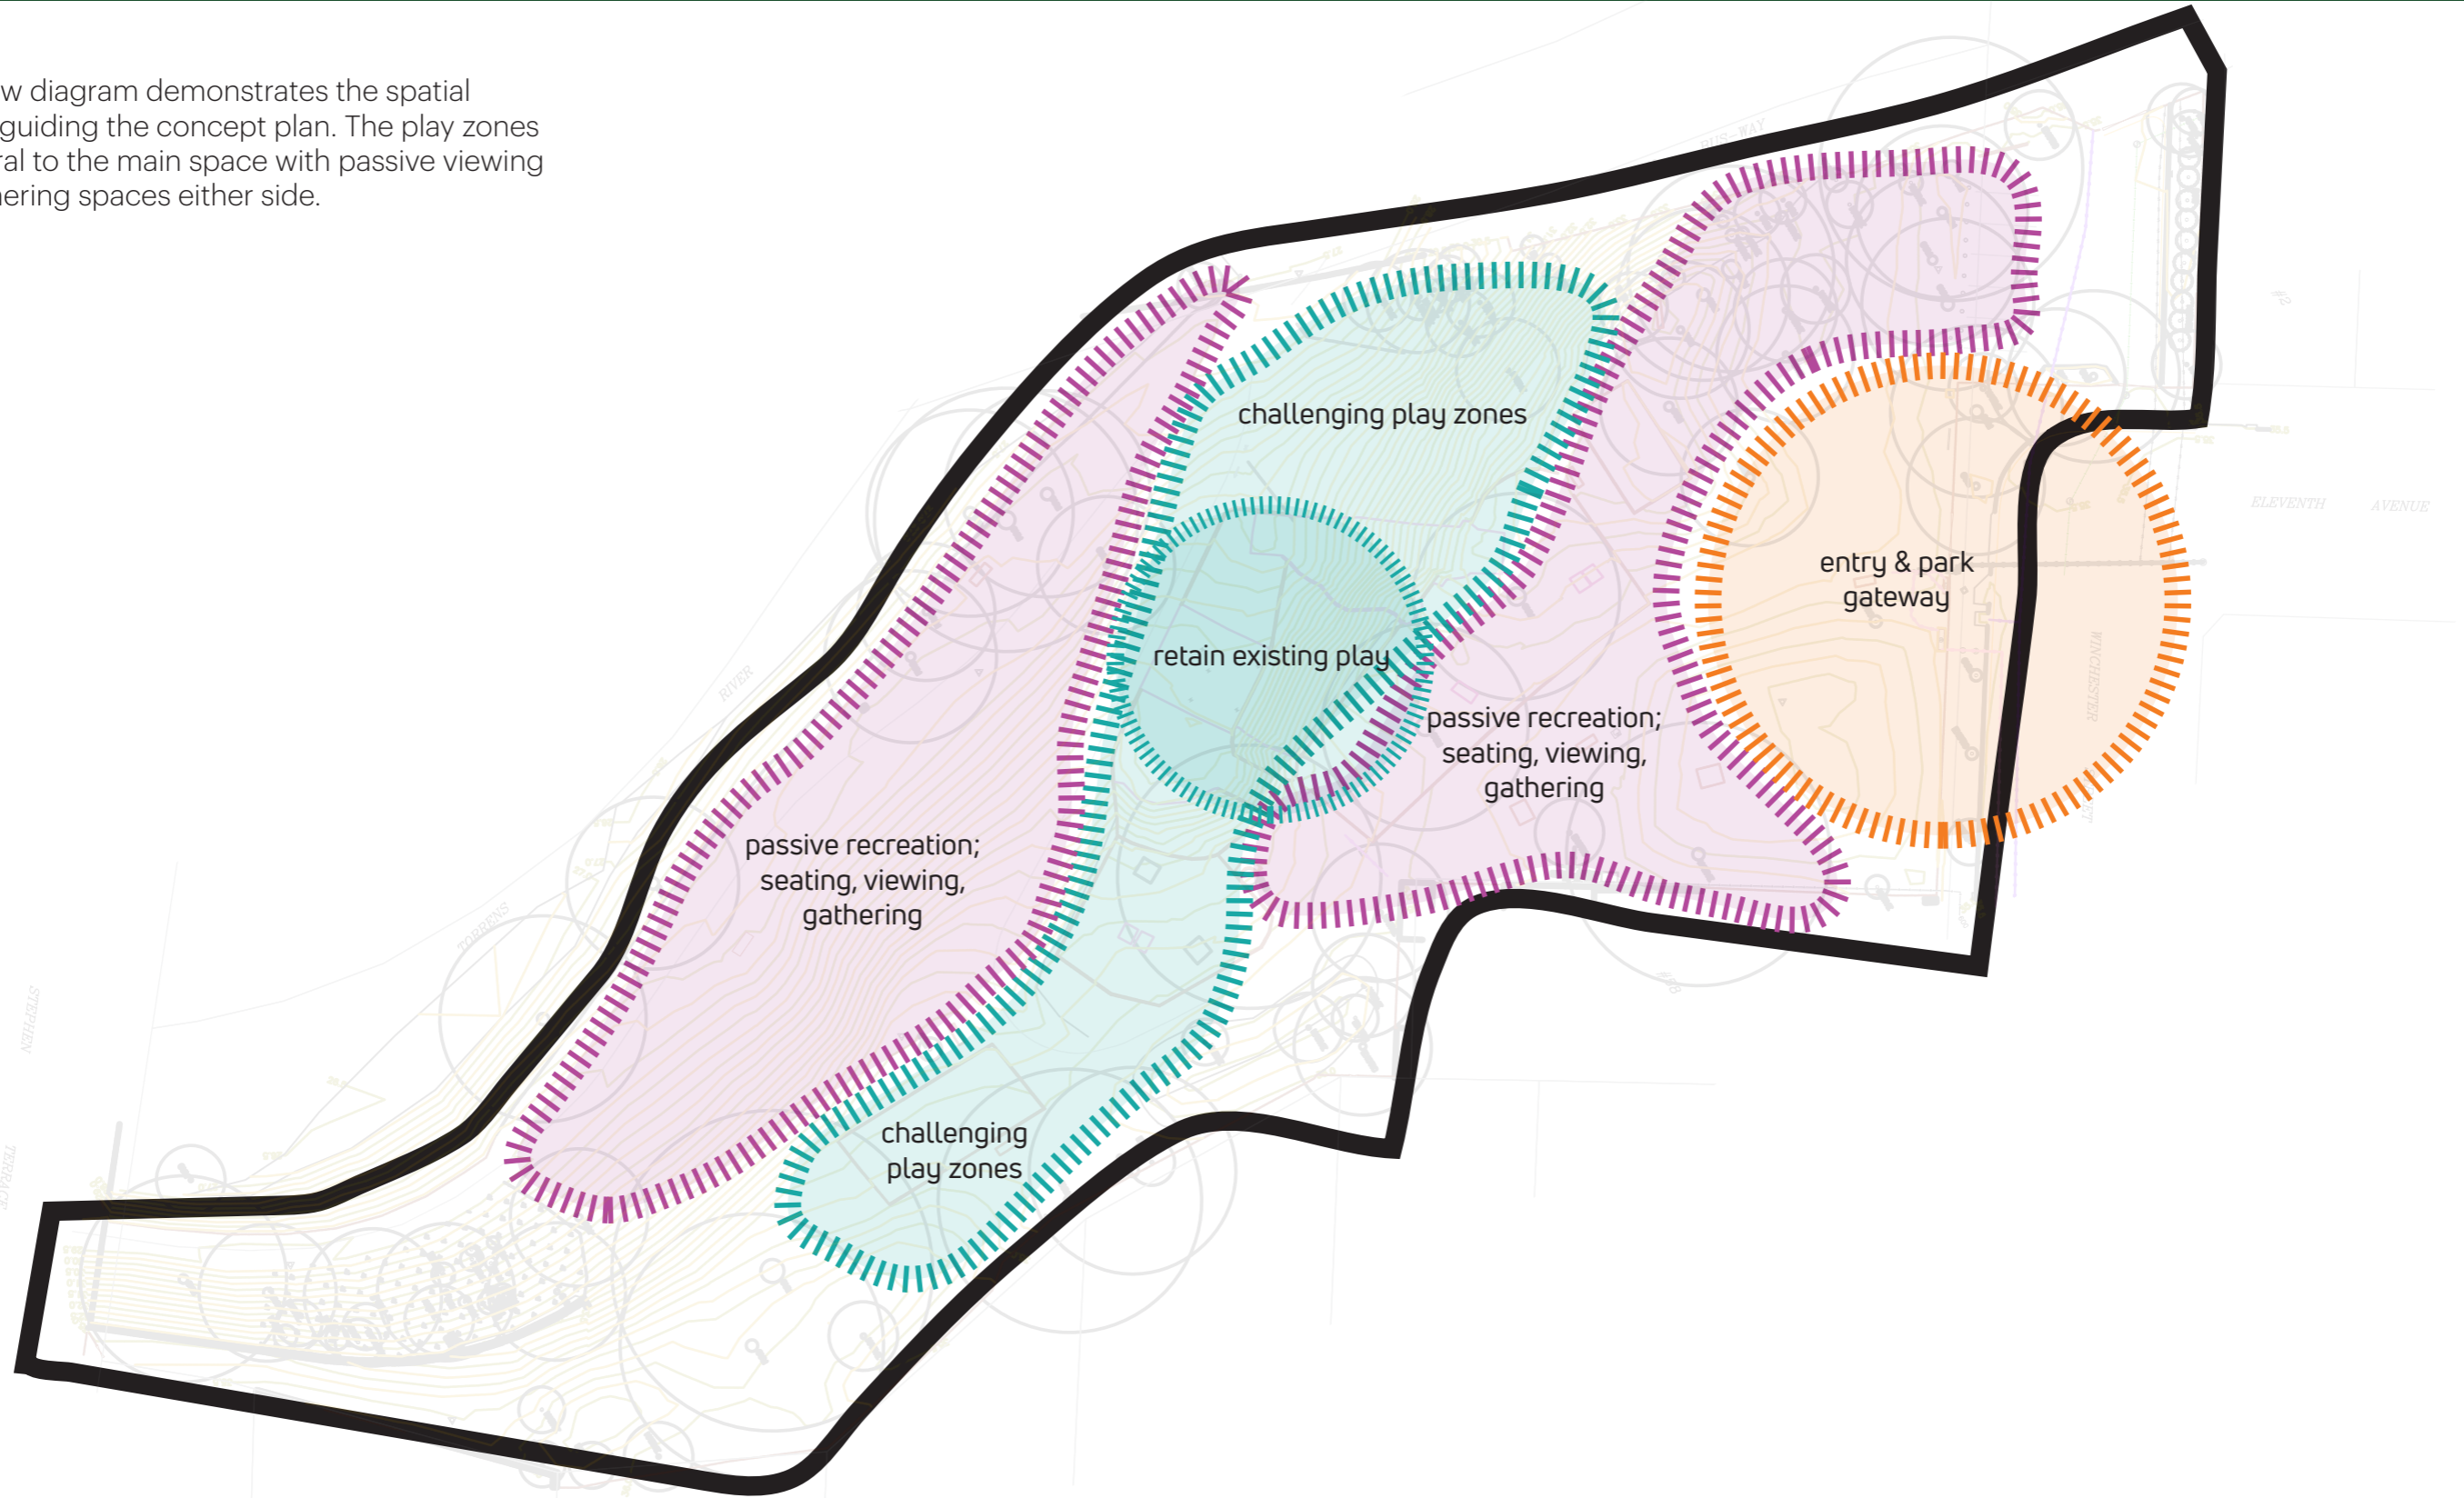 w diagram demonstrates the spatial
guiding the concept plan. The play zones
ral to the main space with passive viewing
hering spaces either side.
BUS-WAY
challenging play zones
ELEVENTH AVENUE
entry & park
gateway
retain existing play
WINCHESTER
RIVER
passive recreation;
seating, viewing,
gathering
passive recreation;
seating, viewing,
gathering
TORRENS
STEPHEN
TERRACE
challenging
play zones